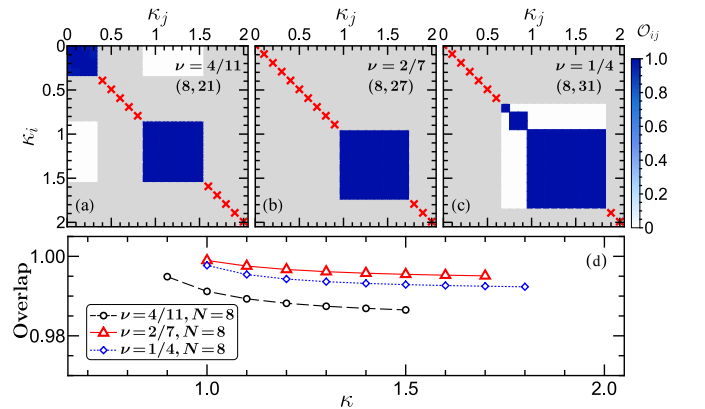 κj κj κj
0 0.5 1 1.5 2 0 0.5 1 1.5 2 0 0.5 1 1.5 2 𝒪ij
0 0.5 1 1.5 2
κi
ν = 4/11
(8, 21)
(a)
ν = 2/7
(8, 27)
(b)
ν = 1/4
(8, 31)
(c)
1.0
0.8
0.6
0.4
0.2
0
Overlap
1.00
0.98
(d)
ν = 4/11, N = 8
ν = 2/7, N = 8
ν = 1/4, N = 8
1.0 1.5 2.0
κ